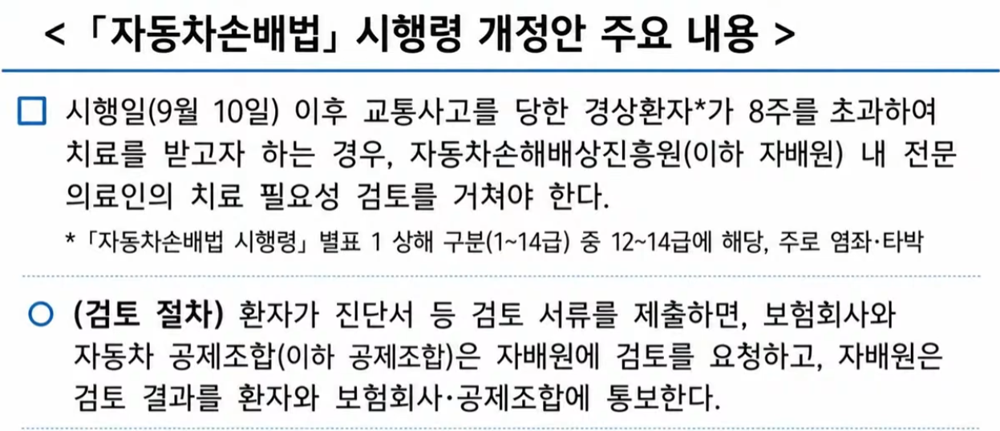 <「자동차손배법」 시행령 개정안 주요 내용>
□ 시행일(9월 10일) 이후 교통사고를 당한 경상환자*가 8주를 초과하여
치료를 받고자 하는 경우, 자동차손해배상진흥원(이하 자배원) 내 전문
의료인의 치료 필요성 검토를 거쳐야 한다.
*「자동차손배법 시행령」별표 1 상해 구분(1~14급) 중 12~14급에 해당, 주로 염좌·타박
○ (검토 절차) 환자가 진단서 등 검토 서류를 제출하면, 보험회사와
자동차 공제조합(이하 공제조합)은 자배원에 검토를 요청하고, 자배원은
검토 결과를 환자와 보험회사·공제조합에 통보한다.